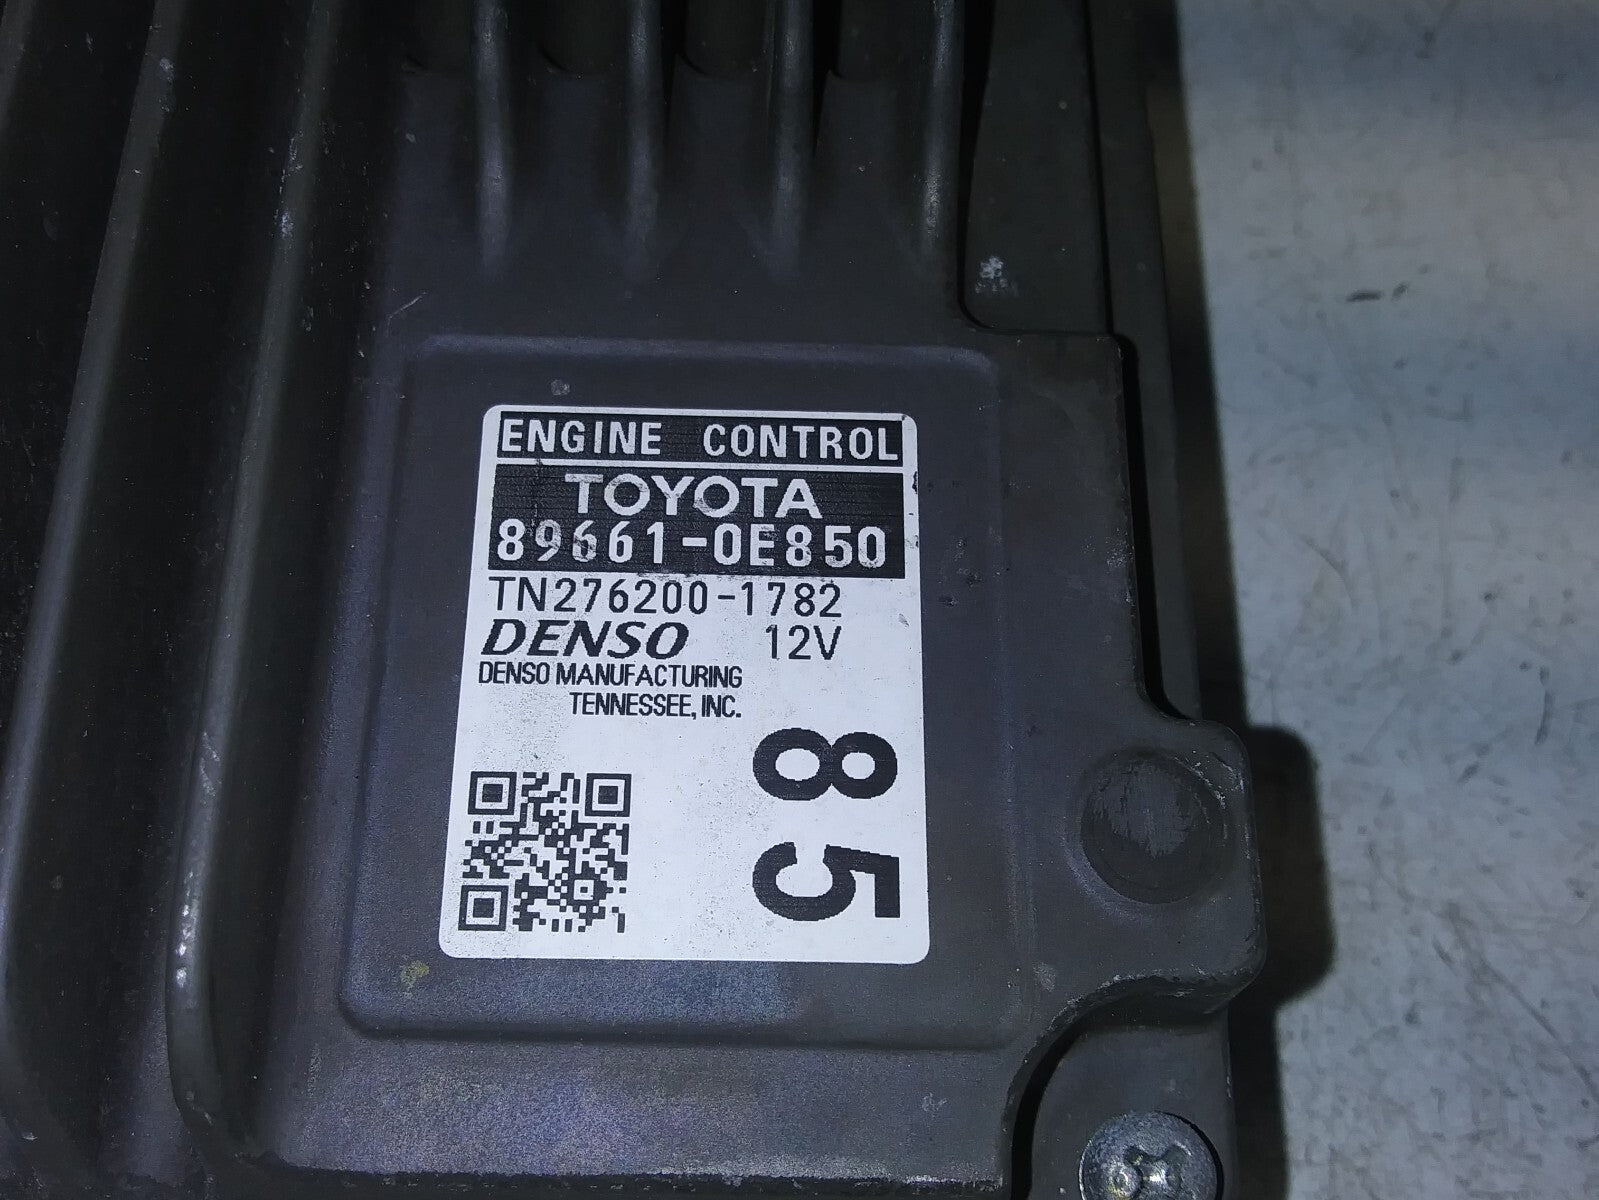 ENGINE CONTROL
TOYOTA
89661-0E850
TN276200-1782
DENSO 12V
DENSO MANUFACTURING
TENNESSEE, INC.
85